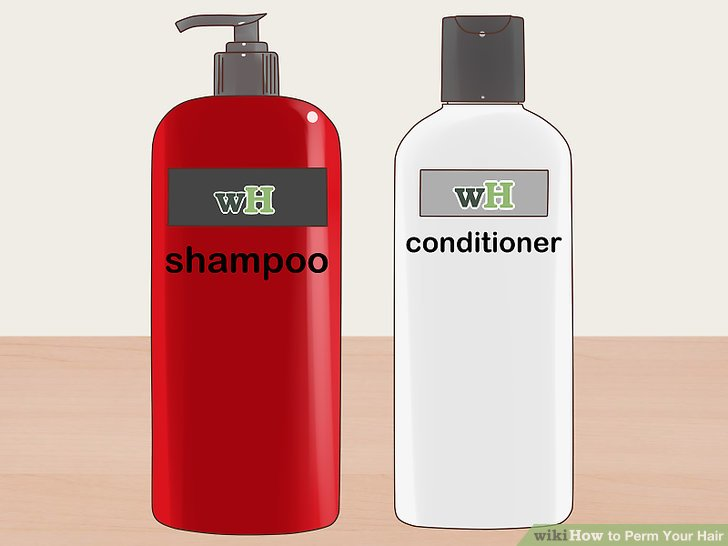 wH
shampoo
wH
conditioner
wikiHow to Perm Your Hair